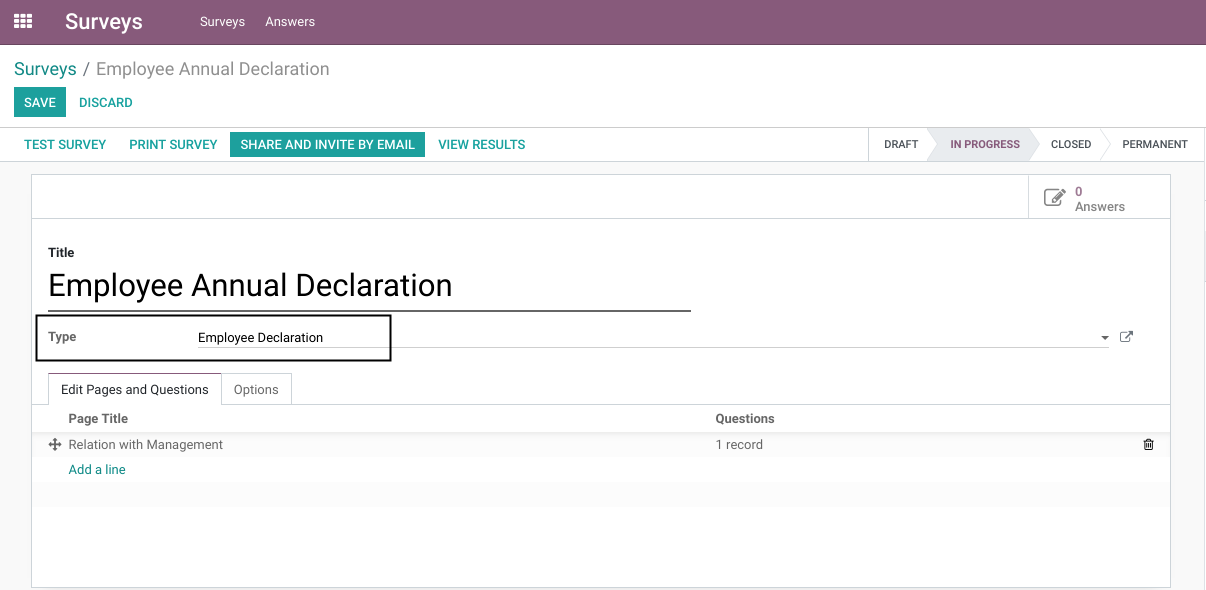 Surveys Surveys Answers
Surveys / Employee Annual Declaration
SAVE DISCARD
TEST SURVEY PRINT SURVEY SHARE AND INVITE BY EMAIL VIEW RESULTS DRAFT IN PROGRESS CLOSED PERMANENT
0
Answers
Title
Employee Annual Declaration
Type Employee Declaration
Edit Pages and Questions Options
Page Title Questions
Relation with Management 1 record
Add a line